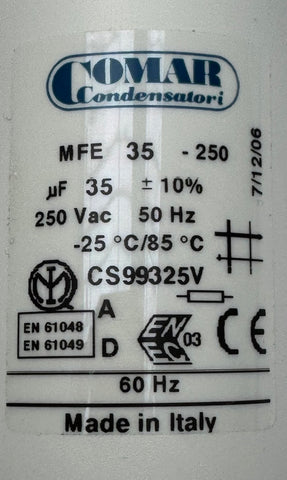 COMAR
Condensatori
MFE 35 - 250
7/12/06
µF 35 ± 10%
250 Vac 50 Hz
-25 °C/85 °C
CS99325V
EN 61048
EN 61049
A
D
ENEC 03
CE
60 Hz
Made in Italy